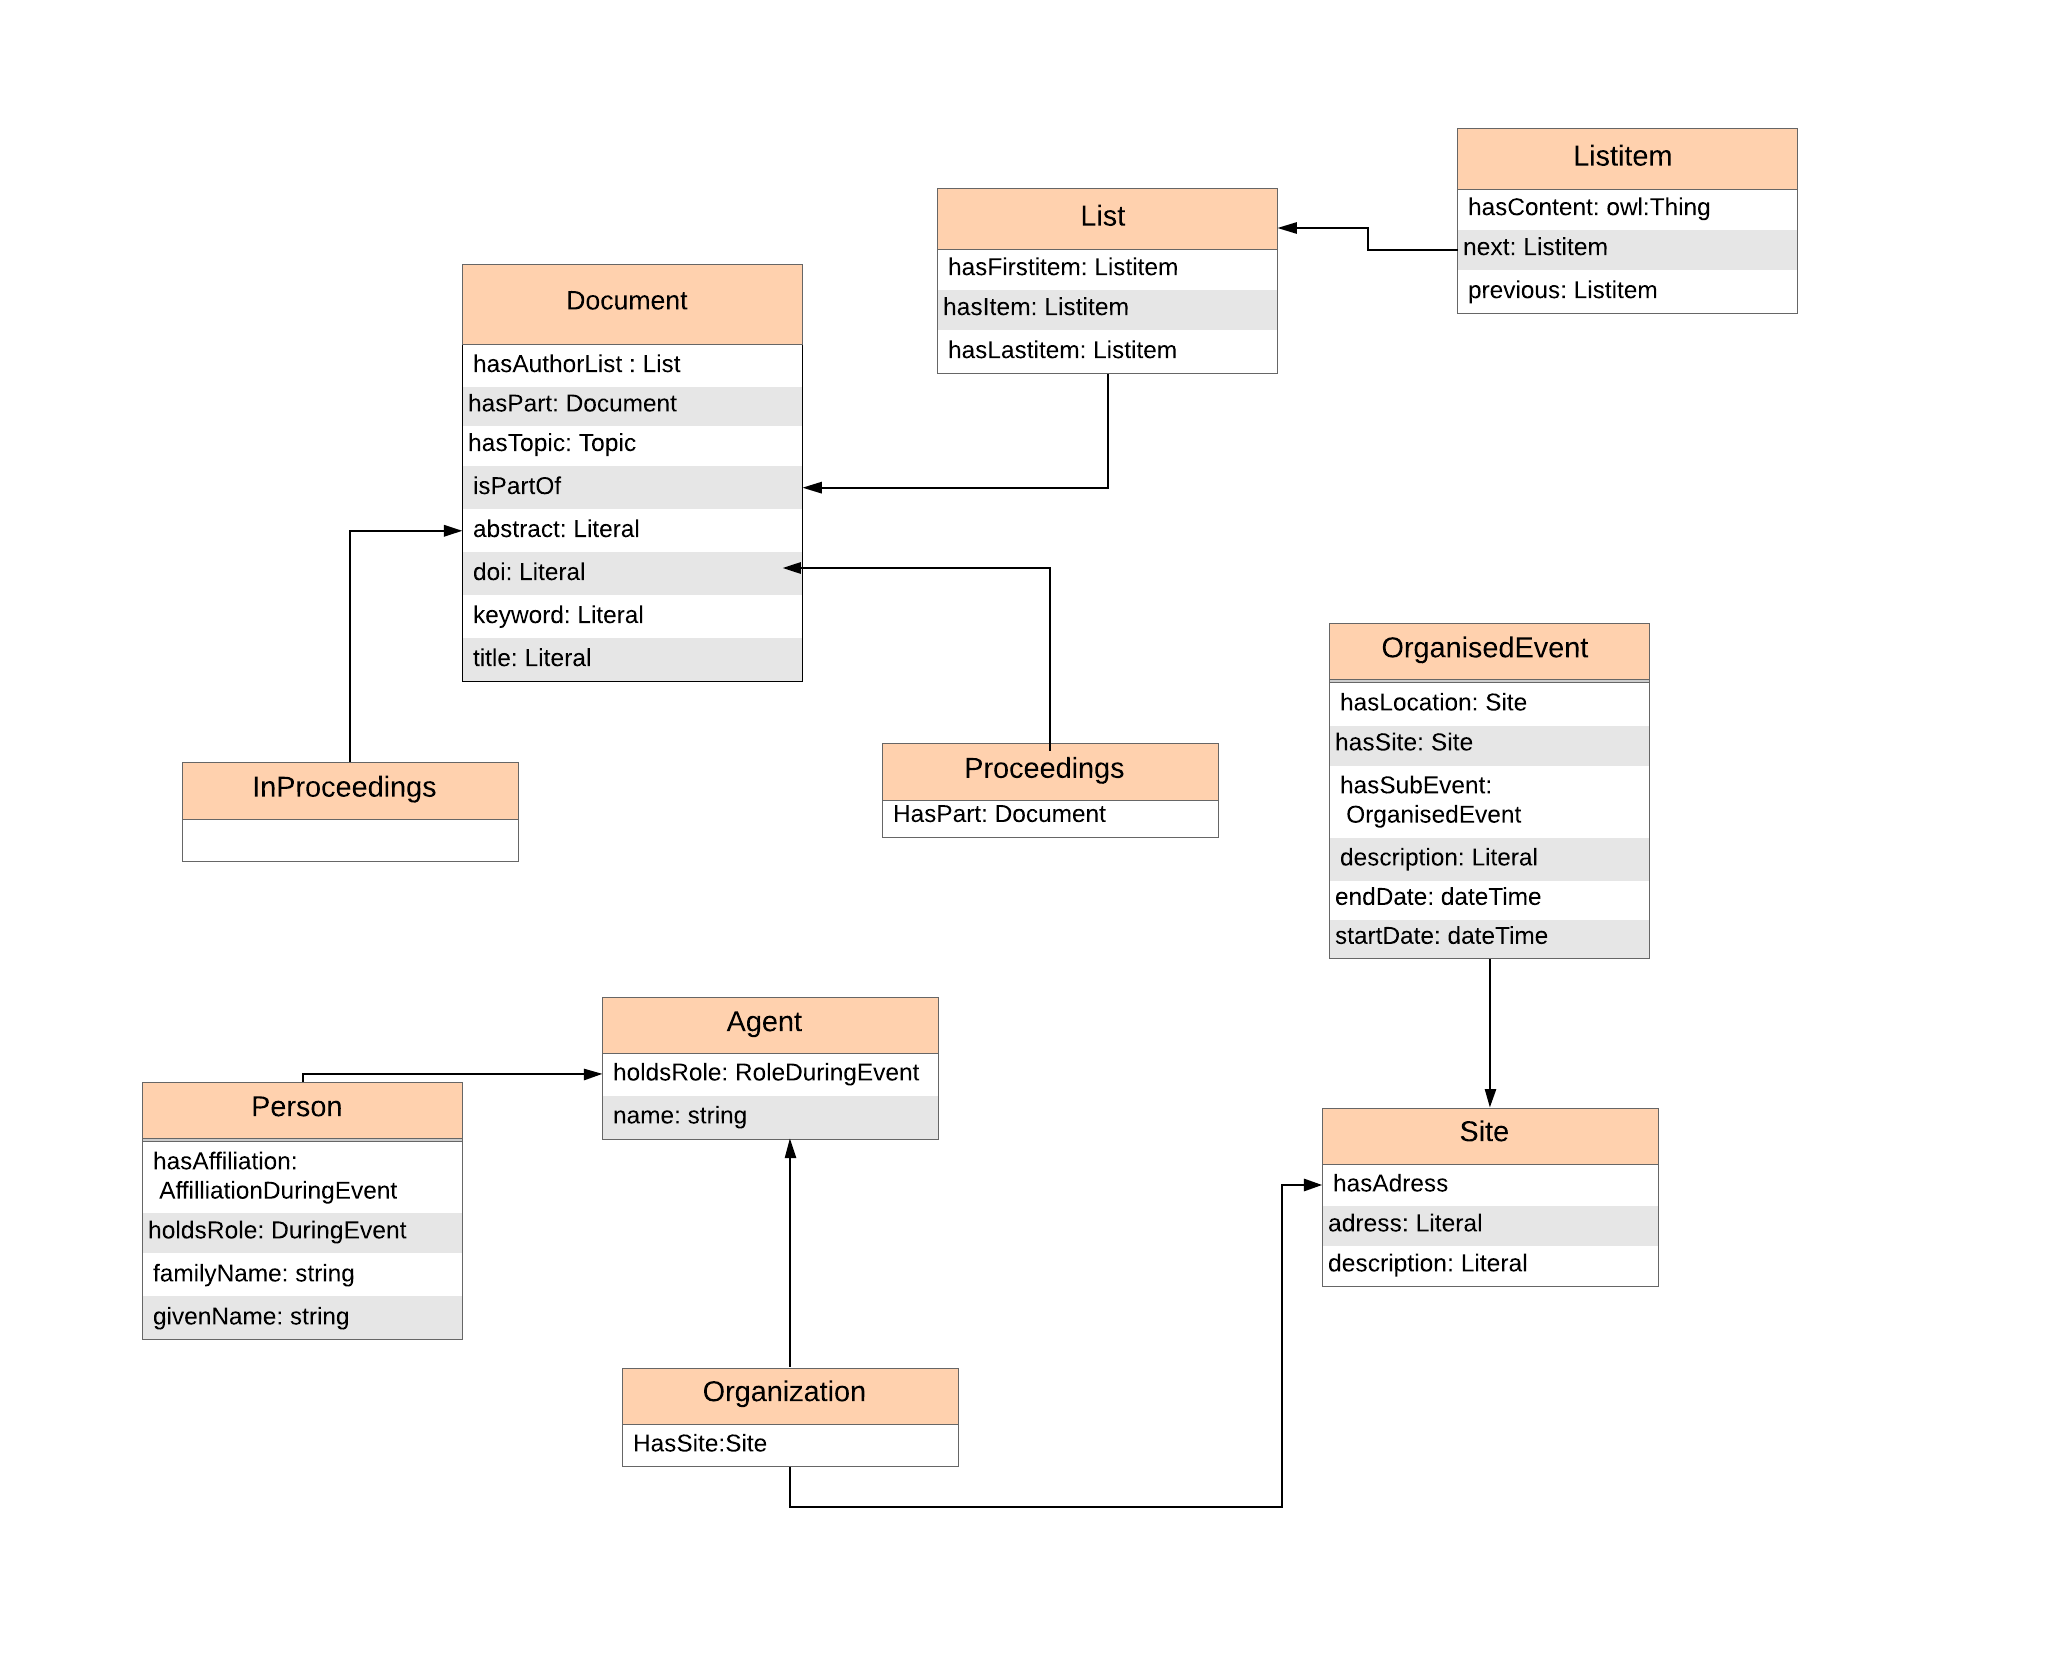 Listitem
hasContent: owl:Thing
next: Listitem
previous: Listitem
List
hasFirstitem: Listitem
hasItem: Listitem
hasLastitem: Listitem
Document
hasAuthorList : List
hasPart: Document
hasTopic: Topic
isPartOf
abstract: Literal
doi: Literal
keyword: Literal
title: Literal
InProceedings
Proceedings
HasPart: Document
OrganisedEvent
hasLocation: Site
hasSite: Site
hasSubEvent:
OrganisedEvent
description: Literal
endDate: dateTime
startDate: dateTime
Agent
holdsRole: RoleDuringEvent
name: string
Person
hasAffiliation:
AffilliationDuringEvent
holdsRole: DuringEvent
familyName: string
givenName: string
Site
hasAdress
adress: Literal
description: Literal
Organization
HasSite:Site